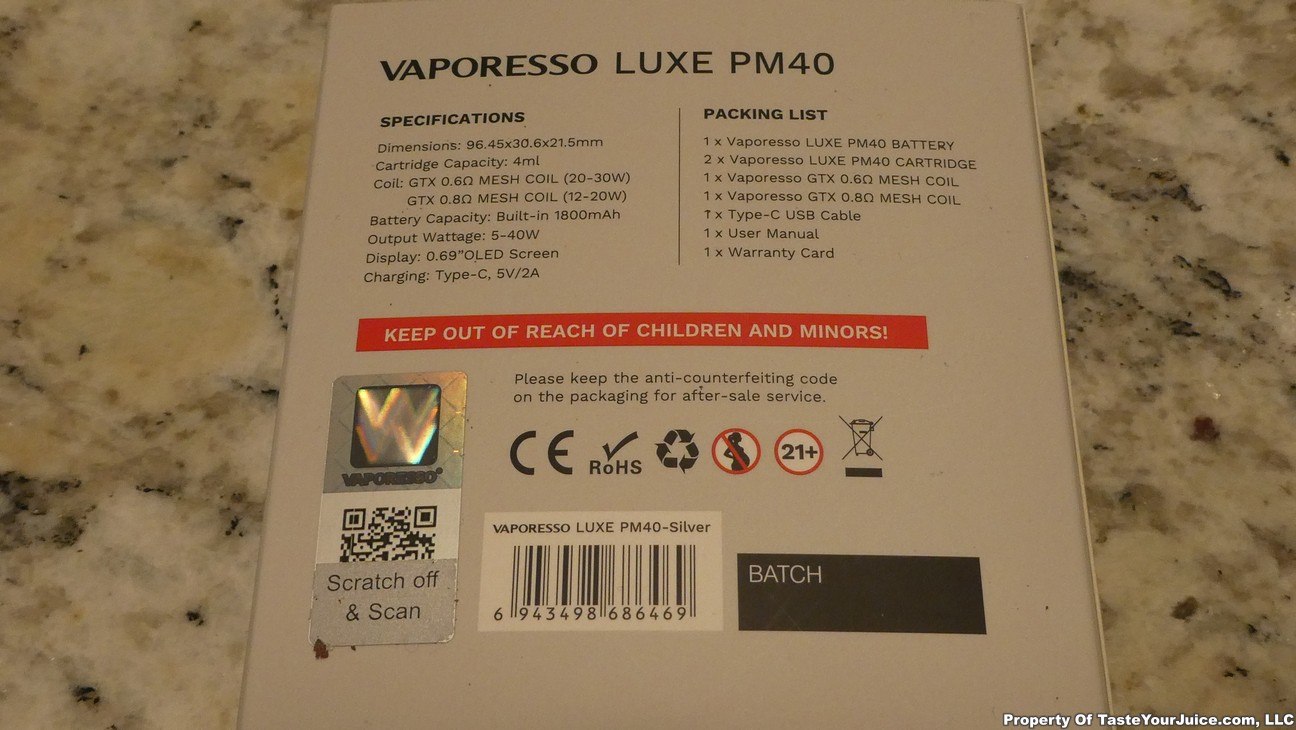 VAPORESSO LUXE PM40
SPECIFICATIONS
Dimensions: 96.45x30.6x21.5mm
Cartridge Capacity: 4ml
Coil: GTX 0.6Ω MESH COIL (20-30W)
GTX 0.8Ω MESH COIL (12-20W)
Battery Capacity: Built-in 1800mAh
Output Wattage: 5-40W
Display: 0.69”OLED Screen
Charging: Type-C, 5V/2A
PACKING LIST
1 x Vaporesso LUXE PM40 BATTERY
2 x Vaporesso LUXE PM40 CARTRIDGE
1 x Vaporesso GTX 0.6Ω MESH COIL
1 x Vaporesso GTX 0.8Ω MESH COIL
1 x Type-C USB Cable
1 x User Manual
1 x Warranty Card
KEEP OUT OF REACH OF CHILDREN AND MINORS!
Please keep the anti-counterfeiting code
on the packaging for after-sale service.
CE
RoHS
21+
VAPORESSO®
Scratch off
& Scan
VAPORESSO LUXE PM40-Silver
6 943498 686469
BATCH
Property Of TasteYourJuice.com, LLC